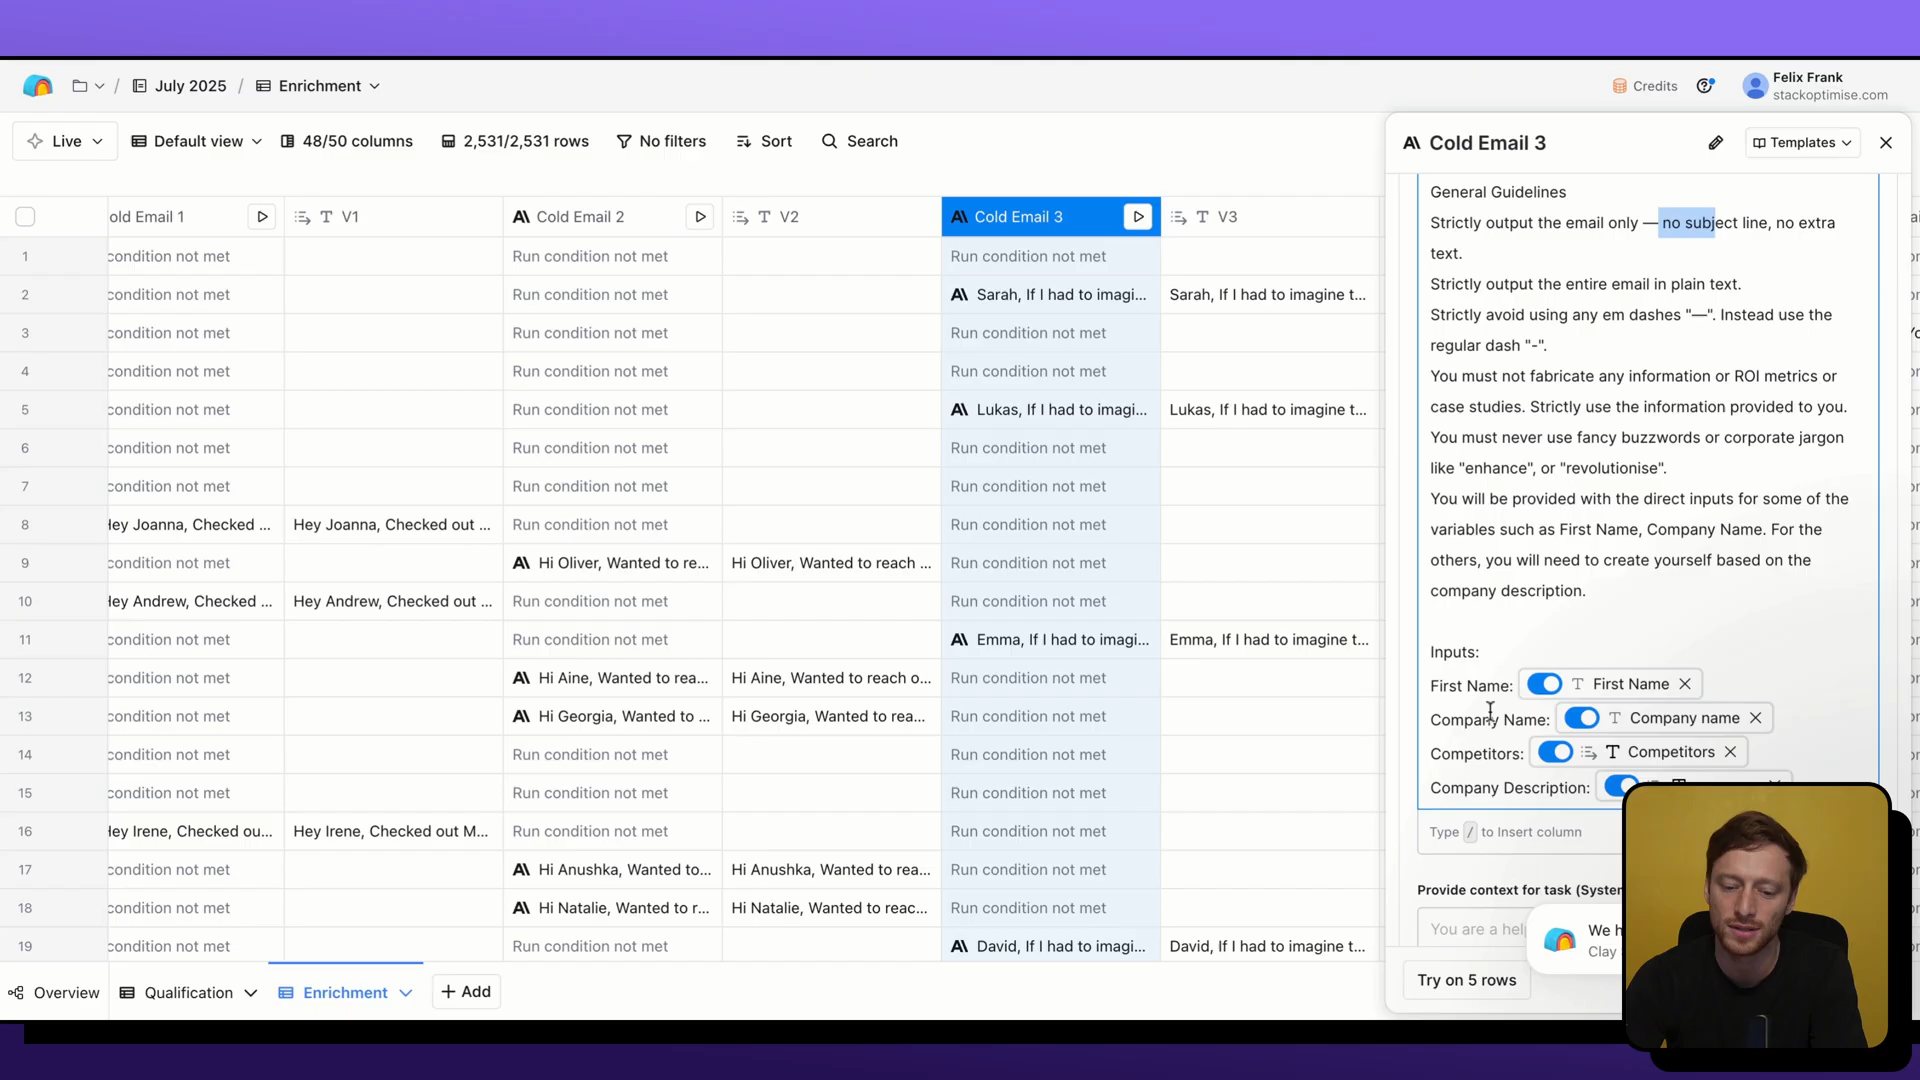 July 2025 / Enrichment
Credits
Felix Frank
stackoptimise.com
Live
Default view
48/50 columns
2,531/2,531 rows
No filters
Sort
Search
old Email 1
V1
Cold Email 2
V2
Cold Email 3
V3
1 condition not met Run condition not met Run condition not met
2 condition not met Run condition not met Sarah, If I had to imagi... Sarah, If I had to imagine t...
3 condition not met Run condition not met Run condition not met
4 condition not met Run condition not met Run condition not met
5 condition not met Run condition not met Lukas, If I had to imagi... Lukas, If I had to imagine t...
6 condition not met Run condition not met Run condition not met
7 condition not met Run condition not met Run condition not met
8 Hey Joanna, Checked ... Hey Joanna, Checked out ... Run condition not met Run condition not met
9 condition not met Hi Oliver, Wanted to re... Hi Oliver, Wanted to reach ... Run condition not met
10 Hey Andrew, Checked ... Hey Andrew, Checked out ... Run condition not met Run condition not met
11 condition not met Run condition not met Emma, If I had to imagi... Emma, If I had to imagine t...
12 condition not met Hi Aine, Wanted to rea... Hi Aine, Wanted to reach o... Run condition not met
13 condition not met Hi Georgia, Wanted to ... Hi Georgia, Wanted to rea... Run condition not met
14 condition not met Run condition not met Run condition not met
15 condition not met Run condition not met Run condition not met
16 Hey Irene, Checked ou... Hey Irene, Checked out M... Run condition not met Run condition not met
17 condition not met Hi Anushka, Wanted to... Hi Anushka, Wanted to rea... Run condition not met
18 condition not met Hi Natalie, Wanted to r... Hi Natalie, Wanted to reac... Run condition not met
19 condition not met Run condition not met David, If I had to imagi... David, If I had to imagine t...
Overview
Qualification
Enrichment
+ Add
Cold Email 3
Templates
General Guidelines
Strictly output the email only — no subject line, no extra
text.
Strictly output the entire email in plain text.
Strictly avoid using any em dashes "—". Instead use the
regular dash "-".
You must not fabricate any information or ROI metrics or
case studies. Strictly use the information provided to you.
You must never use fancy buzzwords or corporate jargon
like "enhance", or "revolutionise".
You will be provided with the direct inputs for some of the
variables such as First Name, Company Name. For the
others, you will need to create yourself based on the
company description.
Inputs:
First Name: First Name
Company Name: Company name
Competitors: Competitors
Company Description:
Type / to Insert column
Provide context for task (System
You are a help
We h
Clay
Try on 5 rows